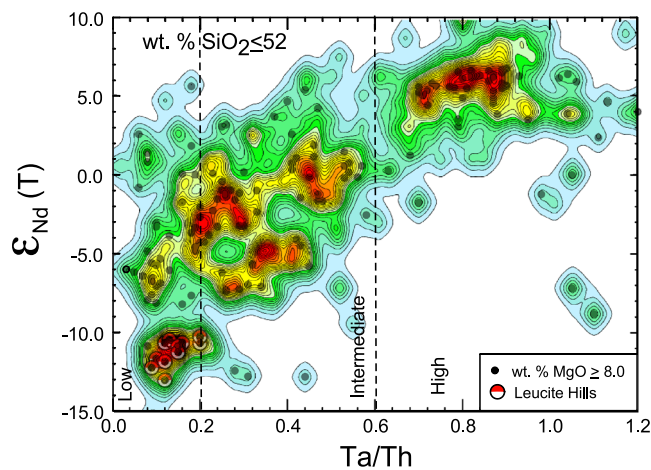 wt. % SiO2≤52
10.0
5.0
0.0
-5.0
-10.0
-15.0
εNd (T)
Low
Intermediate
High
wt. % MgO ≥ 8.0
Leucite Hills
0.0 0.2 0.4 0.6 0.8 1.0 1.2
Ta/Th